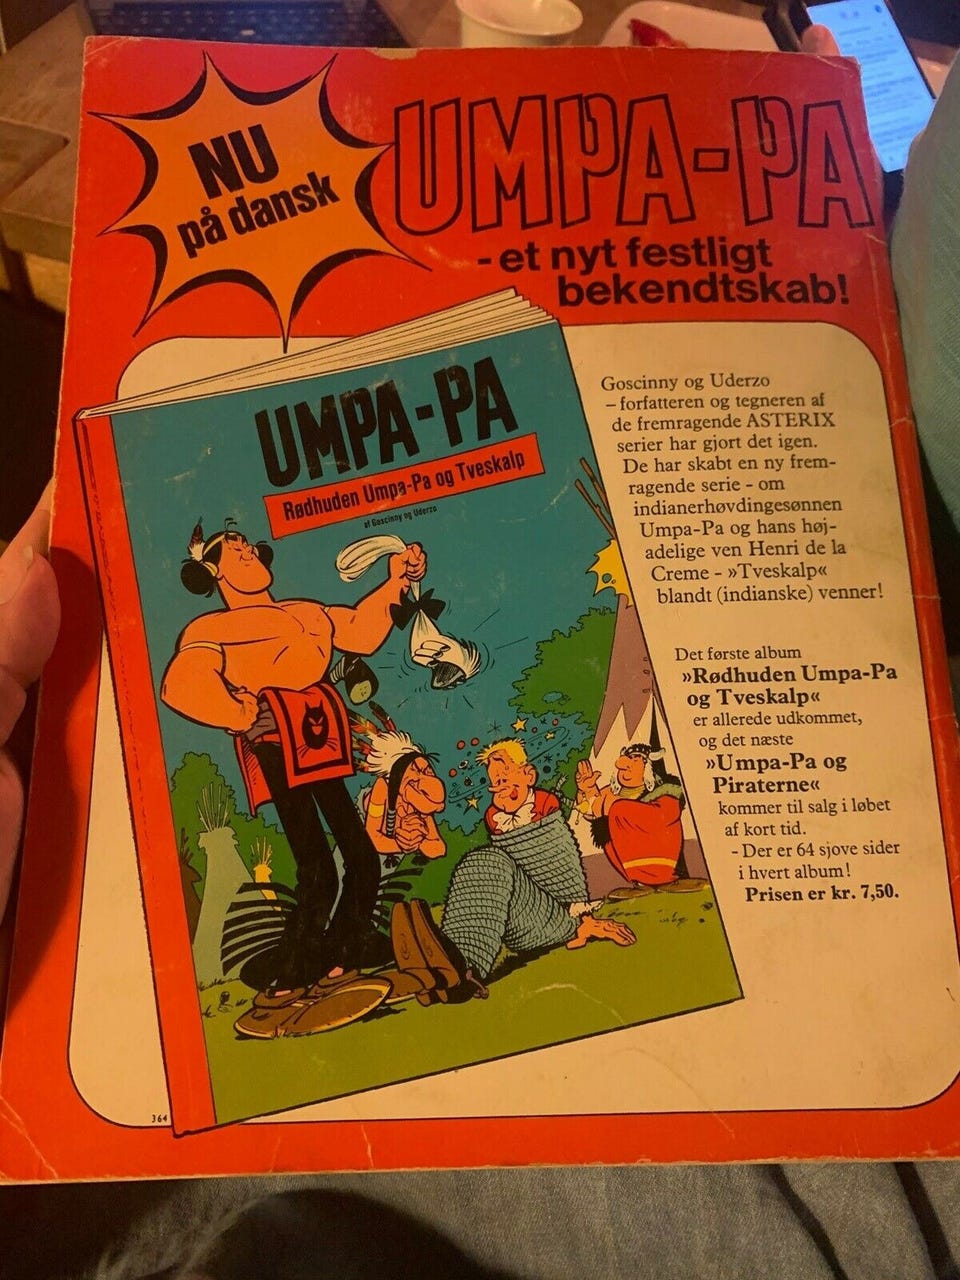 NU
på dansk
UMPA-PA
- et nyt festligt
bekendtskab!
UMPA-PA
Rødhuden Umpa-Pa og Tveskalp
af Goscinny og Uderzo
Goscinny og Uderzo
– forfatteren og tegneren af
de fremragende ASTERIX
serier har gjort det igen.
De har skabt en ny frem-
ragende serie - om
indianerhøvdingesønnen
Umpa-Pa og hans høj-
adelige ven Henri de la
Creme - »Tveskalp«
blandt (indianske) venner!
Det første album
»Rødhuden Umpa-Pa
og Tveskalp«
er allerede udkommet,
og det næste
»Umpa-Pa og
Piraterne«
kommer til salg i løbet
af kort tid.
- Der er 64 sjove sider
i hvert album!
Prisen er kr. 7,50.
364